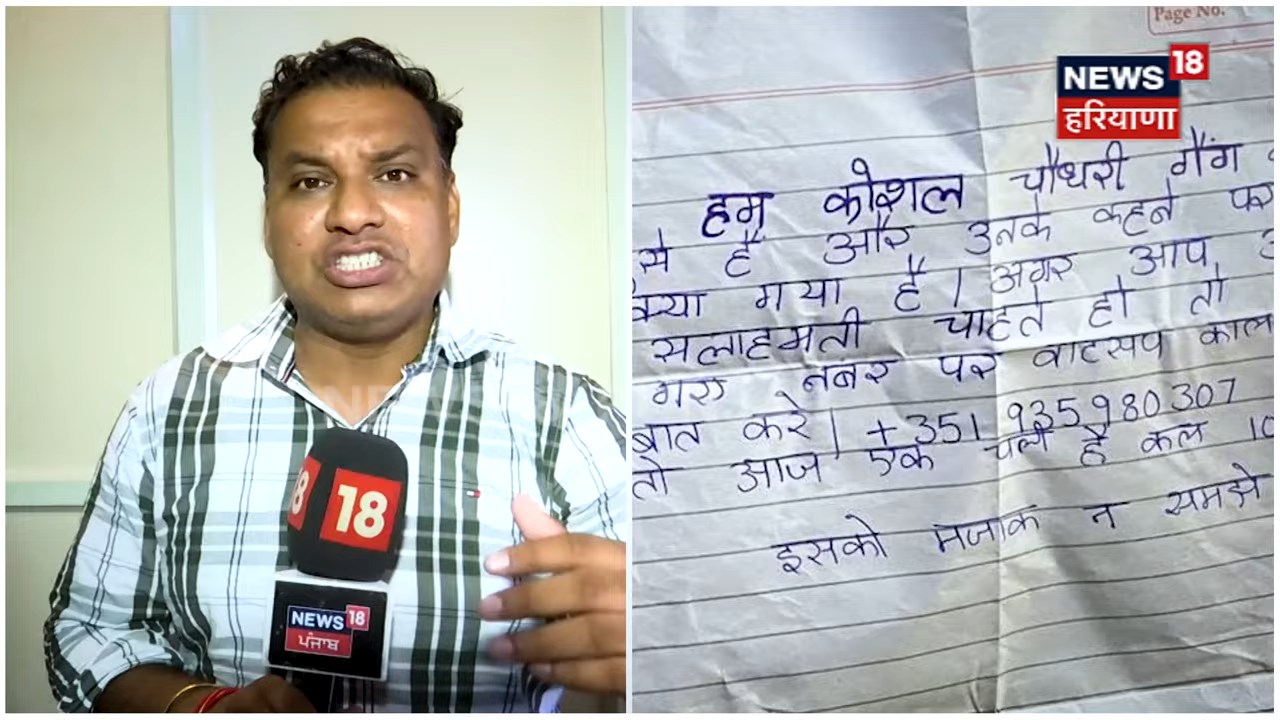 18
NEWS 18
ਪੰਜਾਬ
Page No.
NEWS 18
हरियाणा
हम कोशल चौधरी गैंग
से है और उनके कहने पर
गया है। अगर आप
सलाहमती चाहते हो तो
नंबर पर वाटसप काल
बात करे। +351 935980307
तो आज एक चली है कल 10
इसको मजाक न समझे